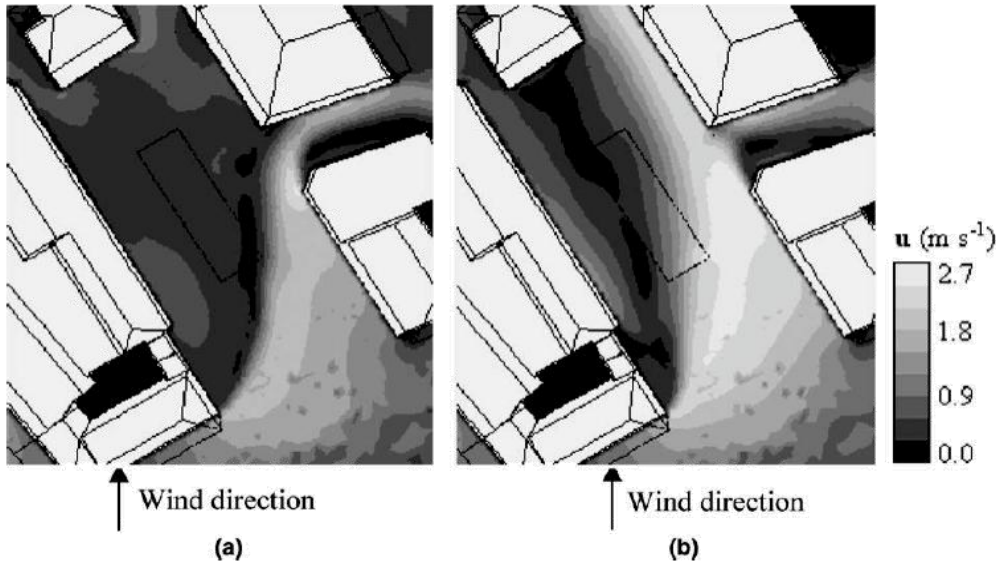 u (m s⁻¹)
2.7
1.8
0.9
0.0
Wind direction
Wind direction
(a)
(b)